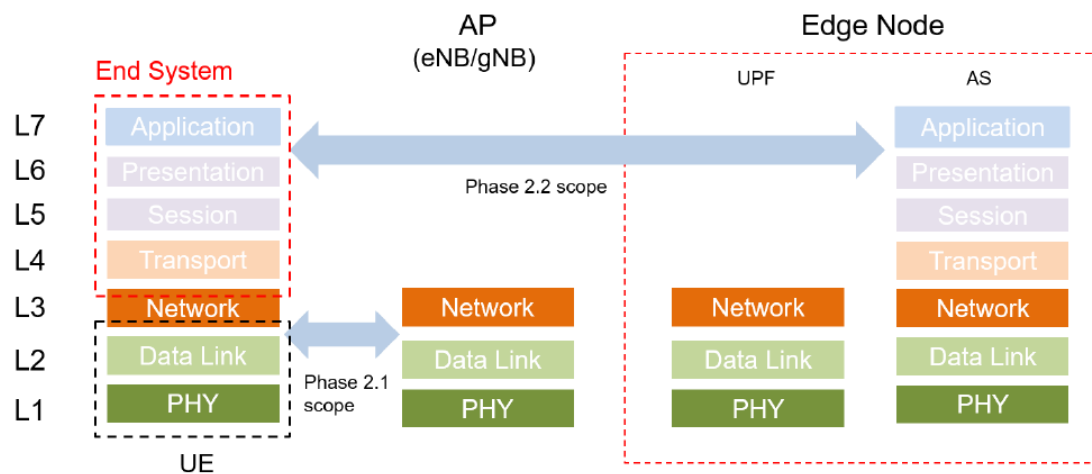 AP
(eNB/gNB)
Edge Node
End System
UPF
AS
L7
Application
Application
L6
Presentation
Presentation
Phase 2.2 scope
L5
Session
Session
L4
Transport
Transport
L3
Network
Network
Network
Network
L2
Data Link
Data Link
Data Link
Data Link
Phase 2.1
scope
L1
PHY
PHY
PHY
PHY
UE